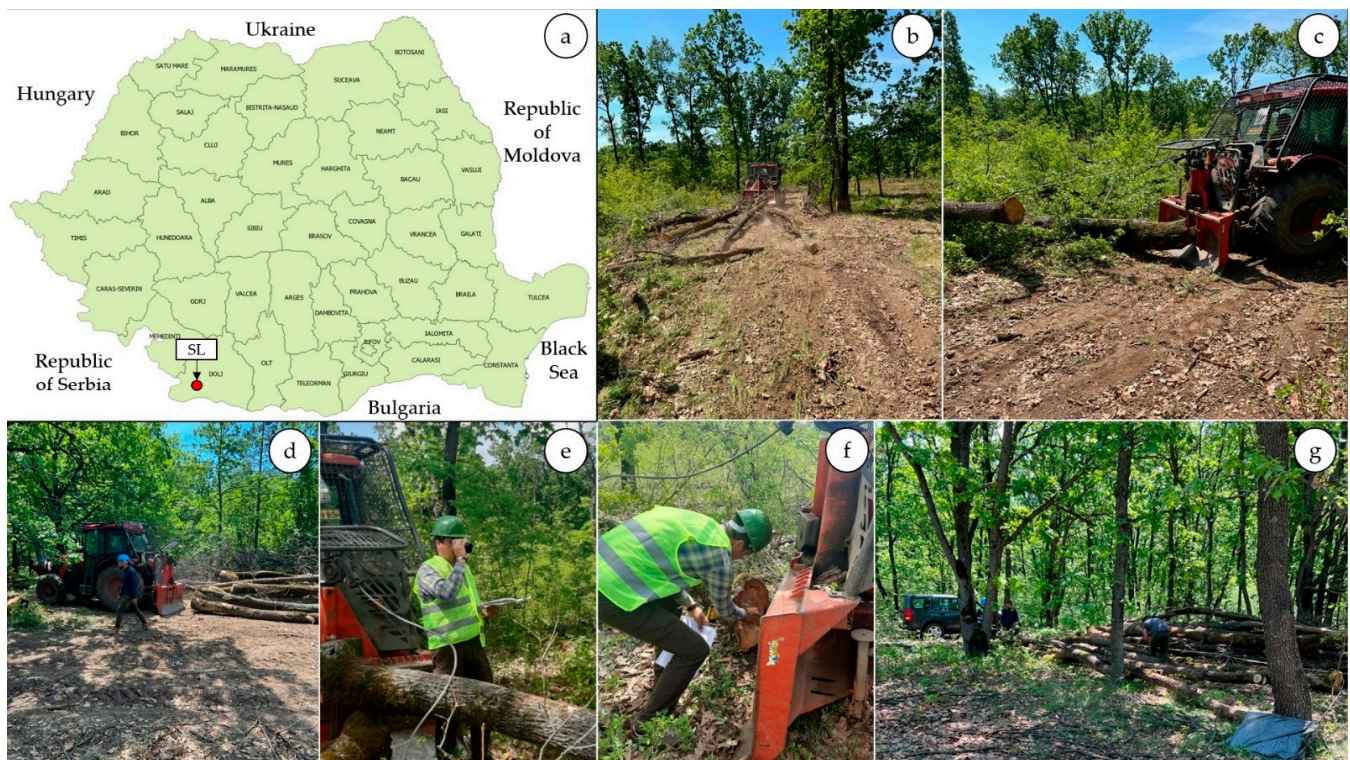 Ukraine
a
b
c
BOTOSANI
SATU MARE
MARAMURES
SUCEAVA
Hungary
SALAJ
BISTRITA-NASAUD
IASI
Republic
of
Moldova
BIHOR
CLUJ
NEAMT
MURES
HARGHITA
BACAU
VASLUI
ARAD
ALBA
TIMIS
HUNEDOARA
SIBIU
BRASOV
COVASNA
VRANCEA
GALATI
CARAS-SEVERIN
GORJ
VALCEA
ARGES
PRAHOVA
BUZAU
BRAILA
TULCEA
DAMBOVITA
MEHEDINTI
IALOMITA
ILFOV
SL
Republic
of Serbia
DOLJ
OLT
TELEORMAN
GIURGIU
CALARASI
CONSTANTA
Black
Sea
Bulgaria
d
e
f
g